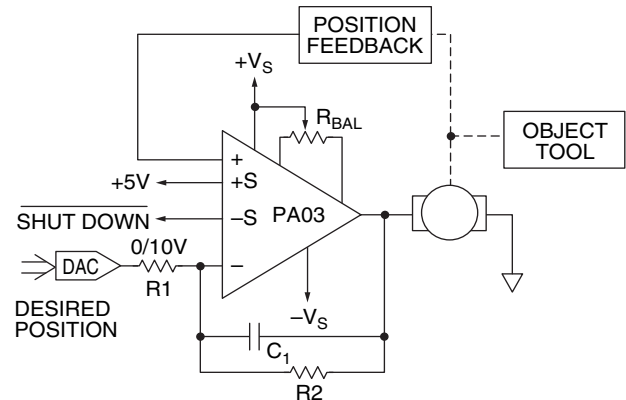 POSITION
FEEDBACK
+VS
RBAL
OBJECT
TOOL
+
+5V
+S
SHUT DOWN
–S
PA03
0/10V
DAC
–
R1
DESIRED
POSITION
–VS
C1
R2